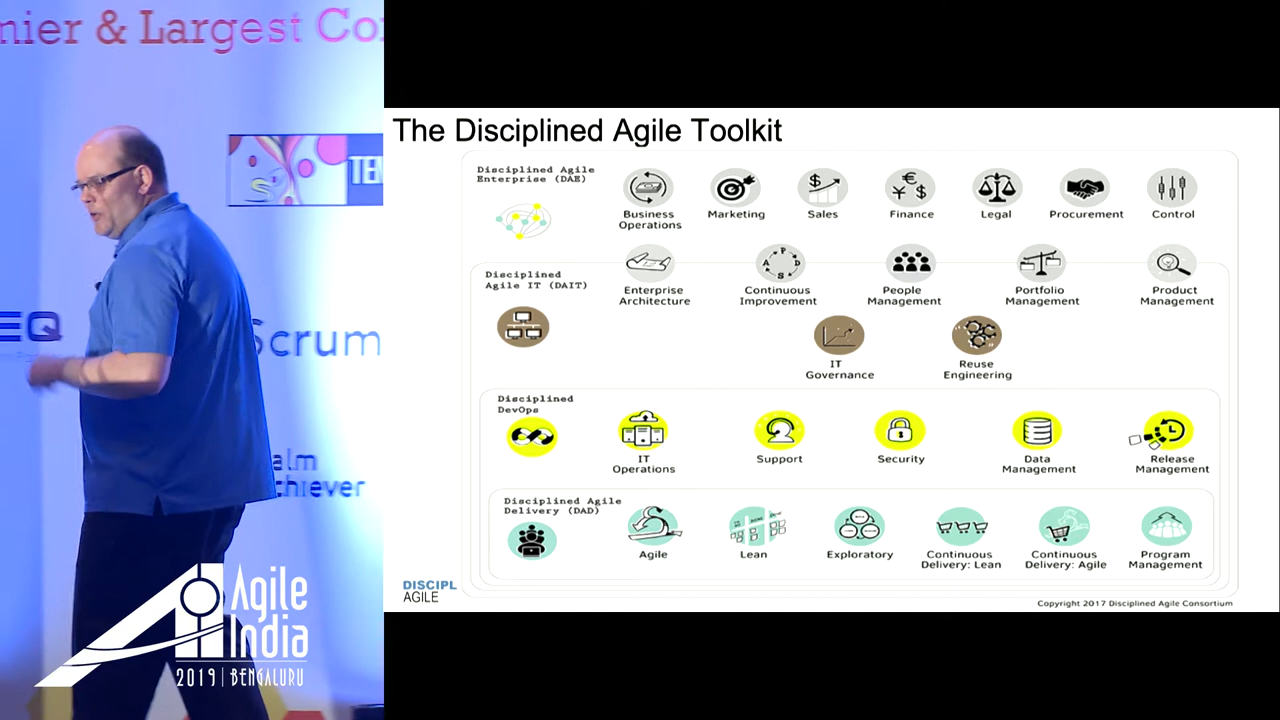 mier & Largest Co
TEN
EQ
Scrum
alm
chiever
Agile
India
2019 | BENGALURU
The Disciplined Agile Toolkit
Disciplined Agile
Enterprise (DAE)
Business
Operations
Marketing
Sales
Finance
Legal
Procurement
Control
Disciplined
Agile IT (DAIT)
Enterprise
Architecture
A P D S
Continuous
Improvement
People
Management
Portfolio
Management
Product
Management
IT
Governance
Reuse
Engineering
Disciplined
DevOps
IT
Operations
Support
Security
Data
Management
Release
Management
Disciplined Agile
Delivery (DAD)
Agile
Lean
Exploratory
Continuous
Delivery: Lean
Continuous
Delivery: Agile
Program
Management
DISCIPL
AGILE
Copyright 2017 Disciplined Agile Consortium